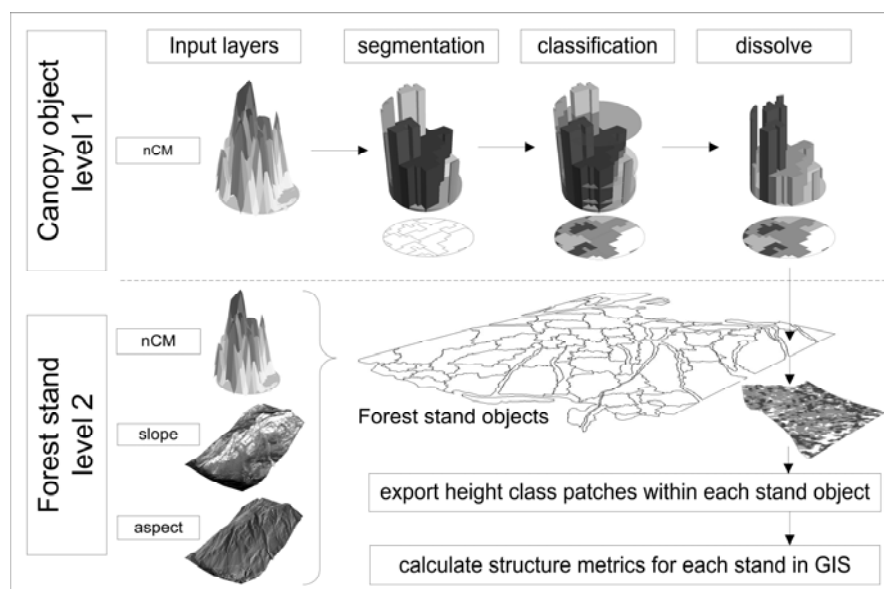 Input layers
segmentation
classification
dissolve
Canopy object
level 1
nCM
Forest stand
level 2
nCM
slope
aspect
Forest stand objects
export height class patches within each stand object
calculate structure metrics for each stand in GIS